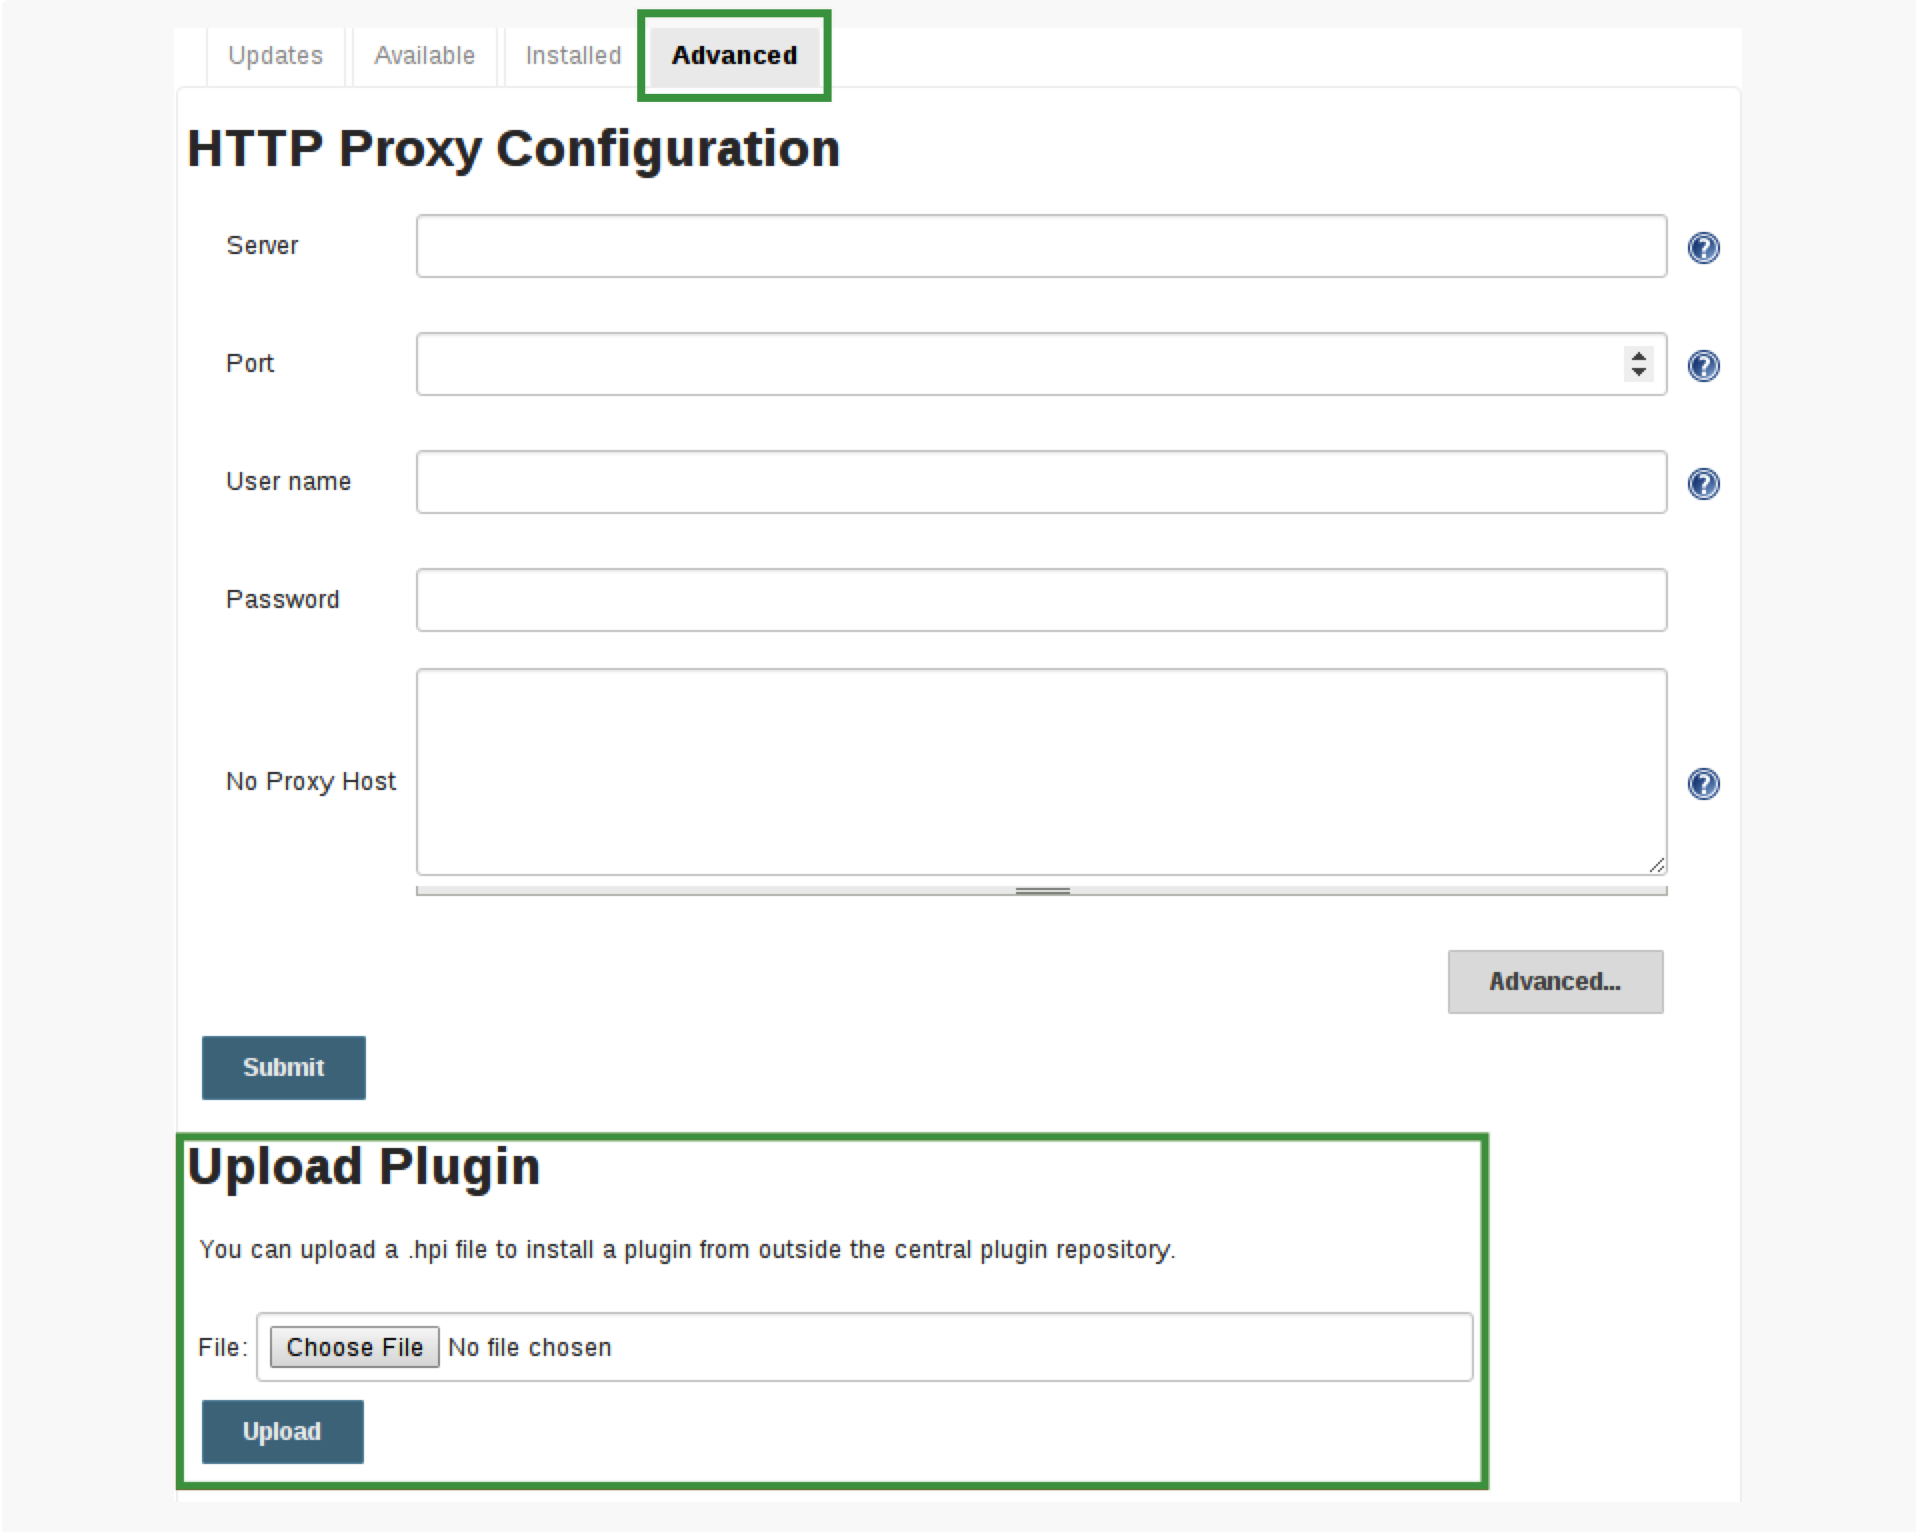 Updates Available Installed Advanced
HTTP Proxy Configuration
Server
Port
User name
Password
No Proxy Host
Advanced...
Submit
Upload Plugin
You can upload a .hpi file to install a plugin from outside the central plugin repository.
File: Choose File No file chosen
Upload